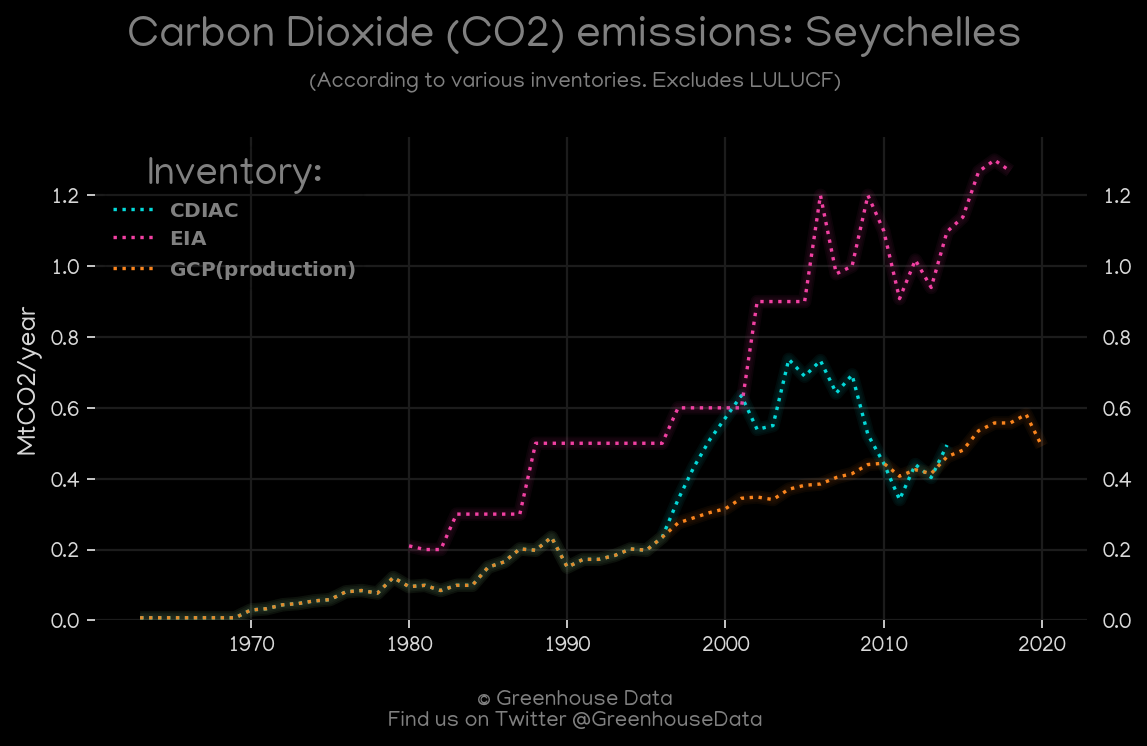 Carbon Dioxide (CO2) emissions: Seychelles
(According to various inventories. Excludes LULUCF)
Inventory:
CDIAC
EIA
GCP(production)
MtCO2/year
1.2
1.0
0.8
0.6
0.4
0.2
0.0
1.2
1.0
0.8
0.6
0.4
0.2
0.0
1970 1980 1990 2000 2010 2020
© Greenhouse Data
Find us on Twitter @GreenhouseData